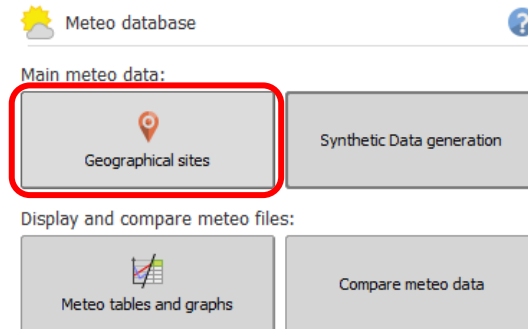 Meteo database
?
Main meteo data:
Geographical sites
Synthetic Data generation
Display and compare meteo files:
Meteo tables and graphs
Compare meteo data